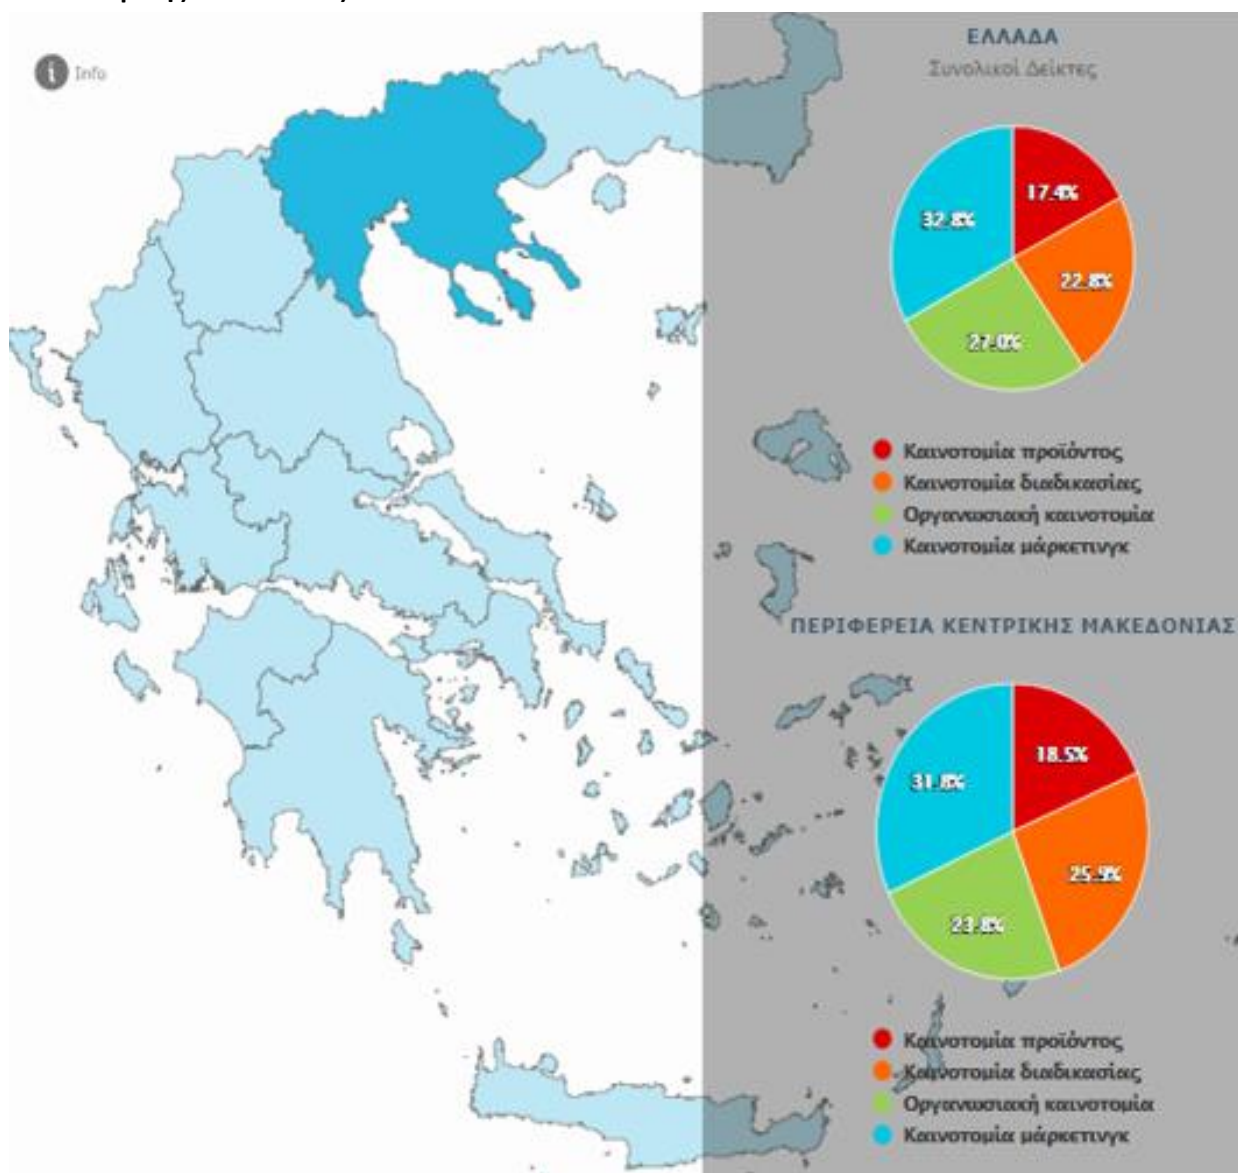 Info
ΕΛΛΑΔΑ
Συνολικοί Δείκτες
17.4%
32.8%
22.8%
27.0%
Καινοτομία προϊόντος
Καινοτομία διαδικασίας
Οργανωσιακή καινοτομία
Καινοτομία μάρκετινγκ
ΠΕΡΙΦΕΡΕΙΑ ΚΕΝΤΡΙΚΗΣ ΜΑΚΕΔΟΝΙΑΣ
18.5%
31.8%
25.9%
23.8%
Καινοτομία προϊόντος
Καινοτομία διαδικασίας
Οργανωσιακή καινοτομία
Καινοτομία μάρκετινγκ